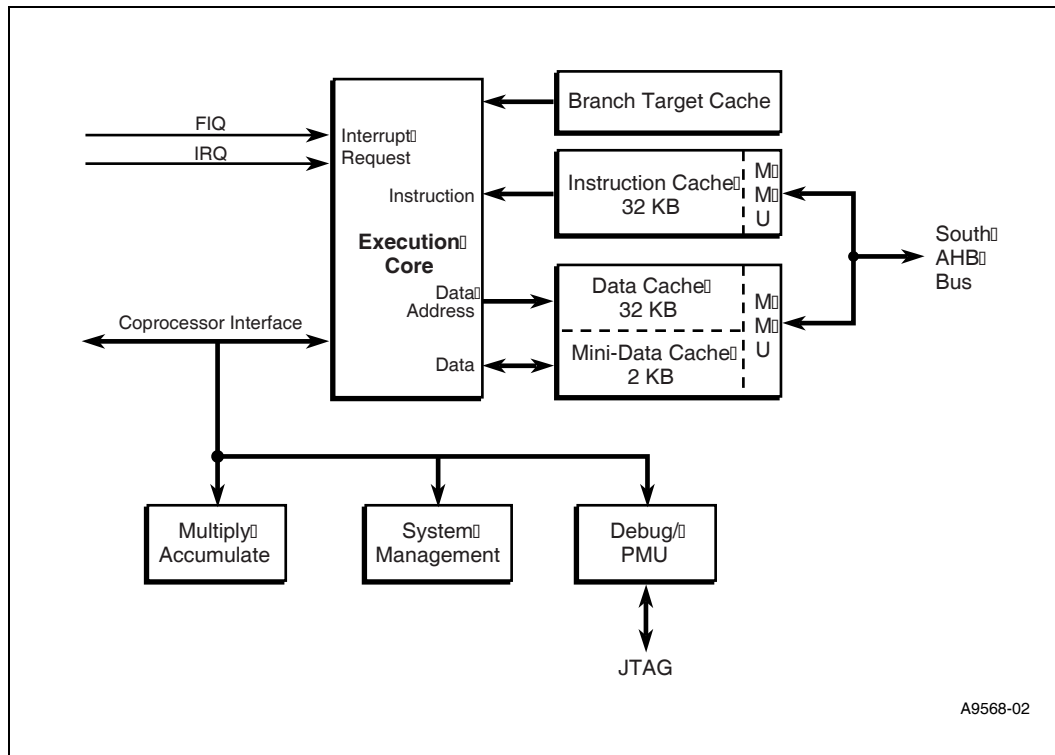 Branch Target Cache
FIQ
IRQ
Interrupt▯
Request
Instruction
Instruction Cache▯
32 KB
M▯
M▯
U
Execution▯
Core
South▯
AHB▯
Bus
Data▯
Address
Data Cache▯
32 KB
M▯
M▯
U
Coprocessor Interface
Data
Mini-Data Cache▯
2 KB
Multiply▯
Accumulate
System▯
Management
Debug/▯
PMU
JTAG
A9568-02